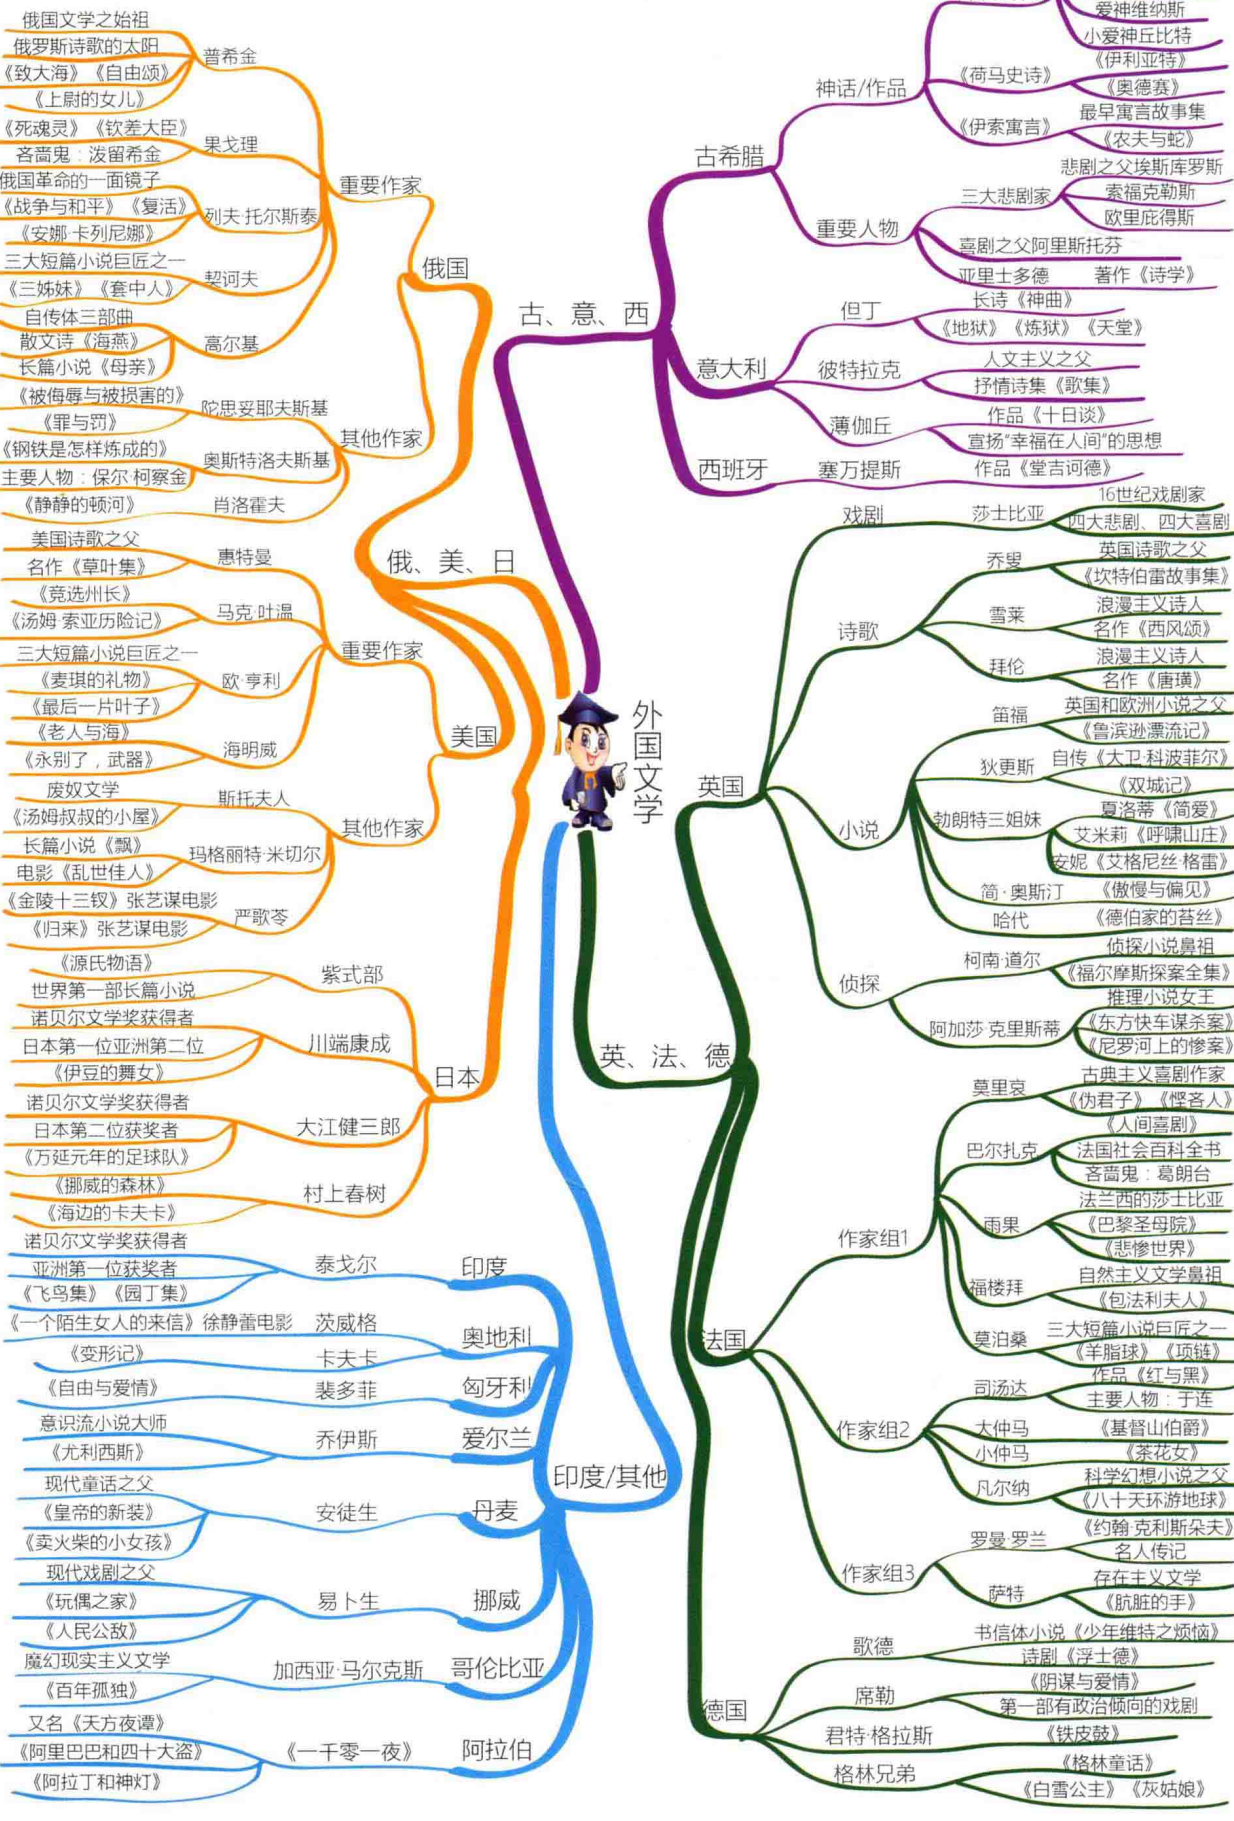 外国文学
古、意、西
古希腊
神话/作品
爱神维纳斯
小爱神丘比特
《荷马史诗》
《伊利亚特》
《奥德赛》
《伊索寓言》
最早寓言故事集
《农夫与蛇》
重要人物
三大悲剧家
悲剧之父埃斯库罗斯
索福克勒斯
欧里庇得斯
喜剧之父阿里斯托芬
亚里士多德 著作《诗学》
意大利
但丁
长诗《神曲》
《地狱》《炼狱》《天堂》
彼特拉克
人文主义之父
抒情诗集《歌集》
薄伽丘
作品《十日谈》
宣扬"幸福在人间"的思想
西班牙
塞万提斯
作品《堂吉诃德》
俄、美、日
俄国
重要作家
普希金
俄国文学之始祖
俄罗斯诗歌的太阳
《致大海》《自由颂》
《上尉的女儿》
果戈理
《死魂灵》《钦差大臣》
吝啬鬼：泼留希金
列夫·托尔斯泰
俄国革命的一面镜子
《战争与和平》《复活》
《安娜·卡列尼娜》
契诃夫
三大短篇小说巨匠之一
《三姊妹》《套中人》
高尔基
自传体三部曲
散文诗《海燕》
长篇小说《母亲》
其他作家
陀思妥耶夫斯基
《被侮辱与被损害的》
《罪与罚》
奥斯特洛夫斯基
《钢铁是怎样炼成的》
主要人物：保尔·柯察金
肖洛霍夫
《静静的顿河》
美国
重要作家
惠特曼
美国诗歌之父
名作《草叶集》
马克·吐温
《竞选州长》
《汤姆·索亚历险记》
欧·亨利
三大短篇小说巨匠之一
《麦琪的礼物》
《最后一片叶子》
海明威
《老人与海》
《永别了，武器》
其他作家
斯托夫人
废奴文学
《汤姆叔叔的小屋》
玛格丽特·米切尔
长篇小说《飘》
电影《乱世佳人》
严歌苓
《金陵十三钗》张艺谋电影
《归来》张艺谋电影
日本
紫式部
《源氏物语》
世界第一部长篇小说
川端康成
诺贝尔文学奖获得者
日本第一位亚洲第二位
《伊豆的舞女》
大江健三郎
诺贝尔文学奖获得者
日本第二位获奖者
《万延元年的足球队》
村上春树
《挪威的森林》
《海边的卡夫卡》
英、法、德
英国
戏剧
莎士比亚
16世纪戏剧家
四大悲剧、四大喜剧
诗歌
乔叟
英国诗歌之父
《坎特伯雷故事集》
雪莱
浪漫主义诗人
名作《西风颂》
拜伦
浪漫主义诗人
名作《唐璜》
小说
笛福
英国和欧洲小说之父
《鲁滨逊漂流记》
狄更斯
自传《大卫·科波菲尔》
《双城记》
勃朗特三姐妹
夏洛蒂《简爱》
艾米莉《呼啸山庄》
安妮《艾格尼丝·格雷》
简·奥斯汀
《傲慢与偏见》
哈代
《德伯家的苔丝》
侦探
柯南·道尔
侦探小说鼻祖
《福尔摩斯探案全集》
阿加莎·克里斯蒂
推理小说女王
《东方快车谋杀案》
《尼罗河上的惨案》
法国
作家组1
莫里哀
古典主义喜剧作家
《伪君子》《悭吝人》
巴尔扎克
《人间喜剧》
法国社会百科全书
吝啬鬼：葛朗台
雨果
法兰西的莎士比亚
《巴黎圣母院》
《悲惨世界》
福楼拜
自然主义文学鼻祖
《包法利夫人》
莫泊桑
三大短篇小说巨匠之一
《羊脂球》《项链》
作家组2
司汤达
作品《红与黑》
主要人物：于连
大仲马
《基督山伯爵》
小仲马
《茶花女》
凡尔纳
科学幻想小说之父
《八十天环游地球》
作家组3
罗曼·罗兰
《约翰·克利斯朵夫》
名人传记
萨特
存在主义文学
《肮脏的手》
德国
歌德
书信体小说《少年维特之烦恼》
诗剧《浮士德》
席勒
《阴谋与爱情》
第一部有政治倾向的戏剧
君特·格拉斯
《铁皮鼓》
格林兄弟
《格林童话》
《白雪公主》《灰姑娘》
印度/其他
印度
泰戈尔
诺贝尔文学奖获得者
亚洲第一位获奖者
《飞鸟集》《园丁集》
奥地利
茨威格
《一个陌生女人的来信》徐静蕾电影
卡夫卡
《变形记》
匈牙利
裴多菲
《自由与爱情》
爱尔兰
乔伊斯
意识流小说大师
《尤利西斯》
丹麦
安徒生
现代童话之父
《皇帝的新装》
《卖火柴的小女孩》
挪威
易卜生
现代戏剧之父
《玩偶之家》
《人民公敌》
哥伦比亚
加西亚·马尔克斯
魔幻现实主义文学
《百年孤独》
阿拉伯
《一千零一夜》
又名《天方夜谭》
《阿里巴巴和四十大盗》
《阿拉丁和神灯》